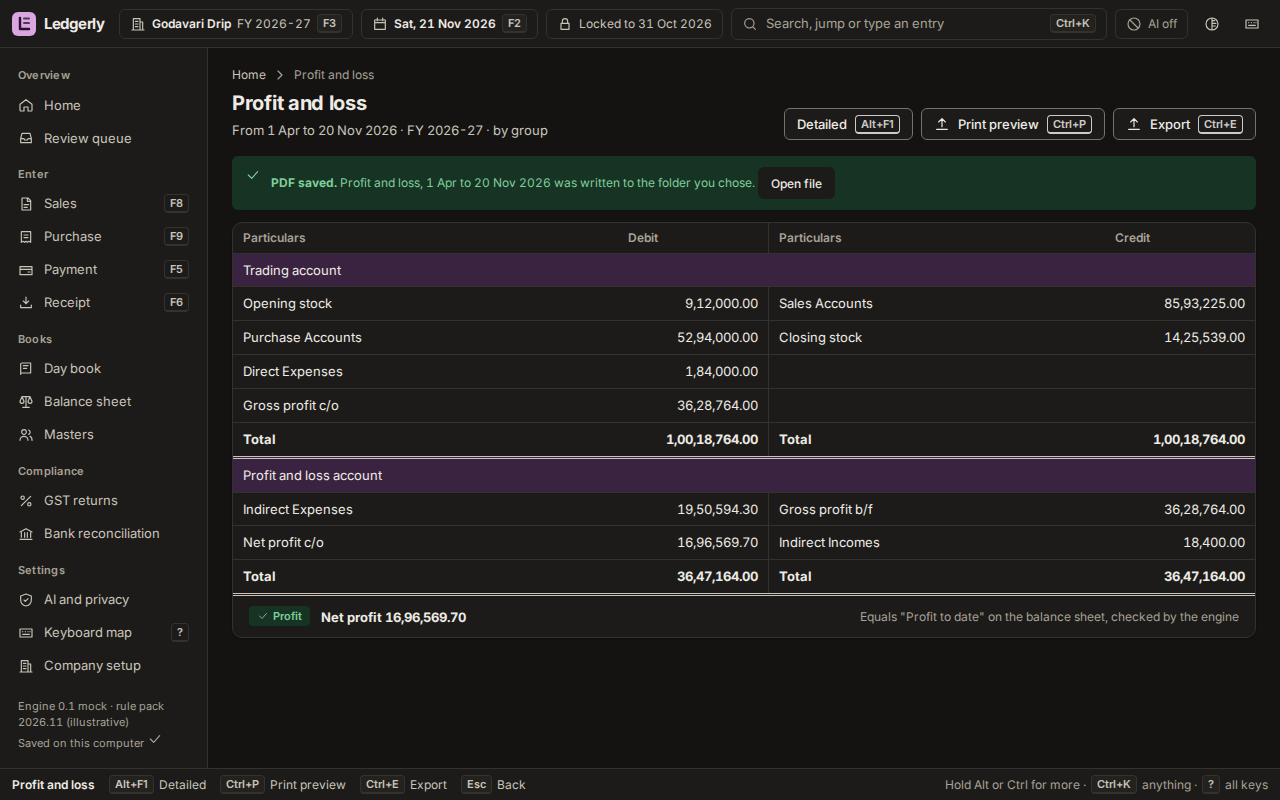 Ledgerly
Godavari Drip FY 2026-27 F3
Sat, 21 Nov 2026 F2
Locked to 31 Oct 2026
Search, jump or type an entry Ctrl+K
AI off
Overview
Home
Review queue
Enter
Sales F8
Purchase F9
Payment F5
Receipt F6
Books
Day book
Balance sheet
Masters
Compliance
GST returns
Bank reconciliation
Settings
AI and privacy
Keyboard map ?
Company setup
Engine 0.1 mock · rule pack
2026.11 (illustrative)
Saved on this computer
Home > Profit and loss
Profit and loss
From 1 Apr to 20 Nov 2026 · FY 2026-27 · by group
Detailed Alt+F1
Print preview Ctrl+P
Export Ctrl+E
PDF saved. Profit and loss, 1 Apr to 20 Nov 2026 was written to the folder you chose. Open file
Particulars Debit Particulars Credit
Trading account
Opening stock 9,12,000.00 Sales Accounts 85,93,225.00
Purchase Accounts 52,94,000.00 Closing stock 14,25,539.00
Direct Expenses 1,84,000.00
Gross profit c/o 36,28,764.00
Total 1,00,18,764.00 Total 1,00,18,764.00
Profit and loss account
Indirect Expenses 19,50,594.30 Gross profit b/f 36,28,764.00
Net profit c/o 16,96,569.70 Indirect Incomes 18,400.00
Total 36,47,164.00 Total 36,47,164.00
Profit Net profit 16,96,569.70 Equals "Profit to date" on the balance sheet, checked by the engine
Profit and loss Alt+F1 Detailed Ctrl+P Print preview Ctrl+E Export Esc Back
Hold Alt or Ctrl for more · Ctrl+K anything · ? all keys